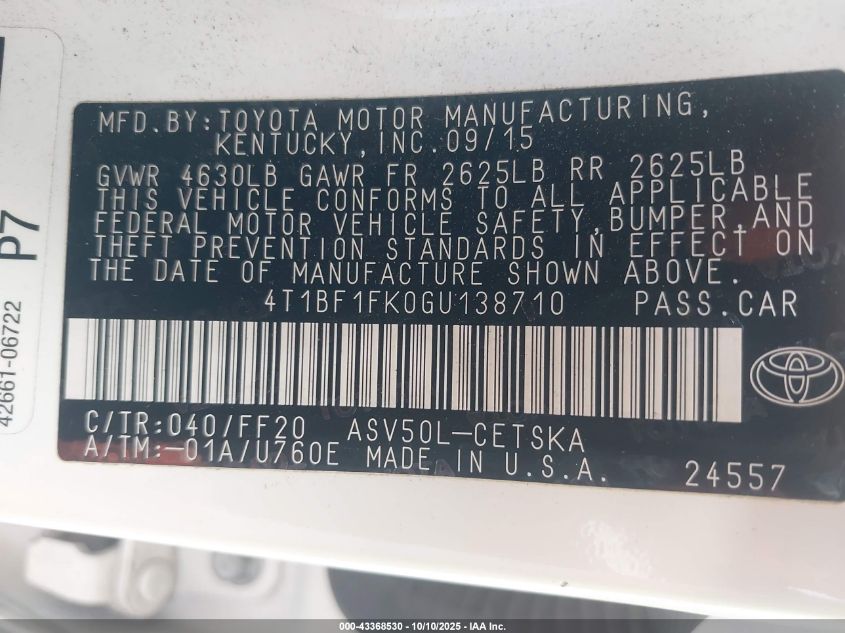 MFD.BY:TOYOTA MOTOR MANUFACTURING,
KENTUCKY,INC.09/15
GVWR 4630LB GAWR FR 2625LB RR 2625LB
THIS VEHICLE CONFORMS TO ALL APPLICABLE
FEDERAL MOTOR VEHICLE SAFETY,BUMPER,AND
THEFT PREVENTION STANDARDS IN EFFECT ON
THE DATE OF MANUFACTURE SHOWN ABOVE.
4T1BF1FK0GU138710 PASS.CAR
C/TR:040/FF20 ASV50L-CETSKA
A/TM:-01A/U760E MADE IN U.S.A. 24557
P7
42661-06722
000-43368530 - 10/10/2025 - IAA Inc.